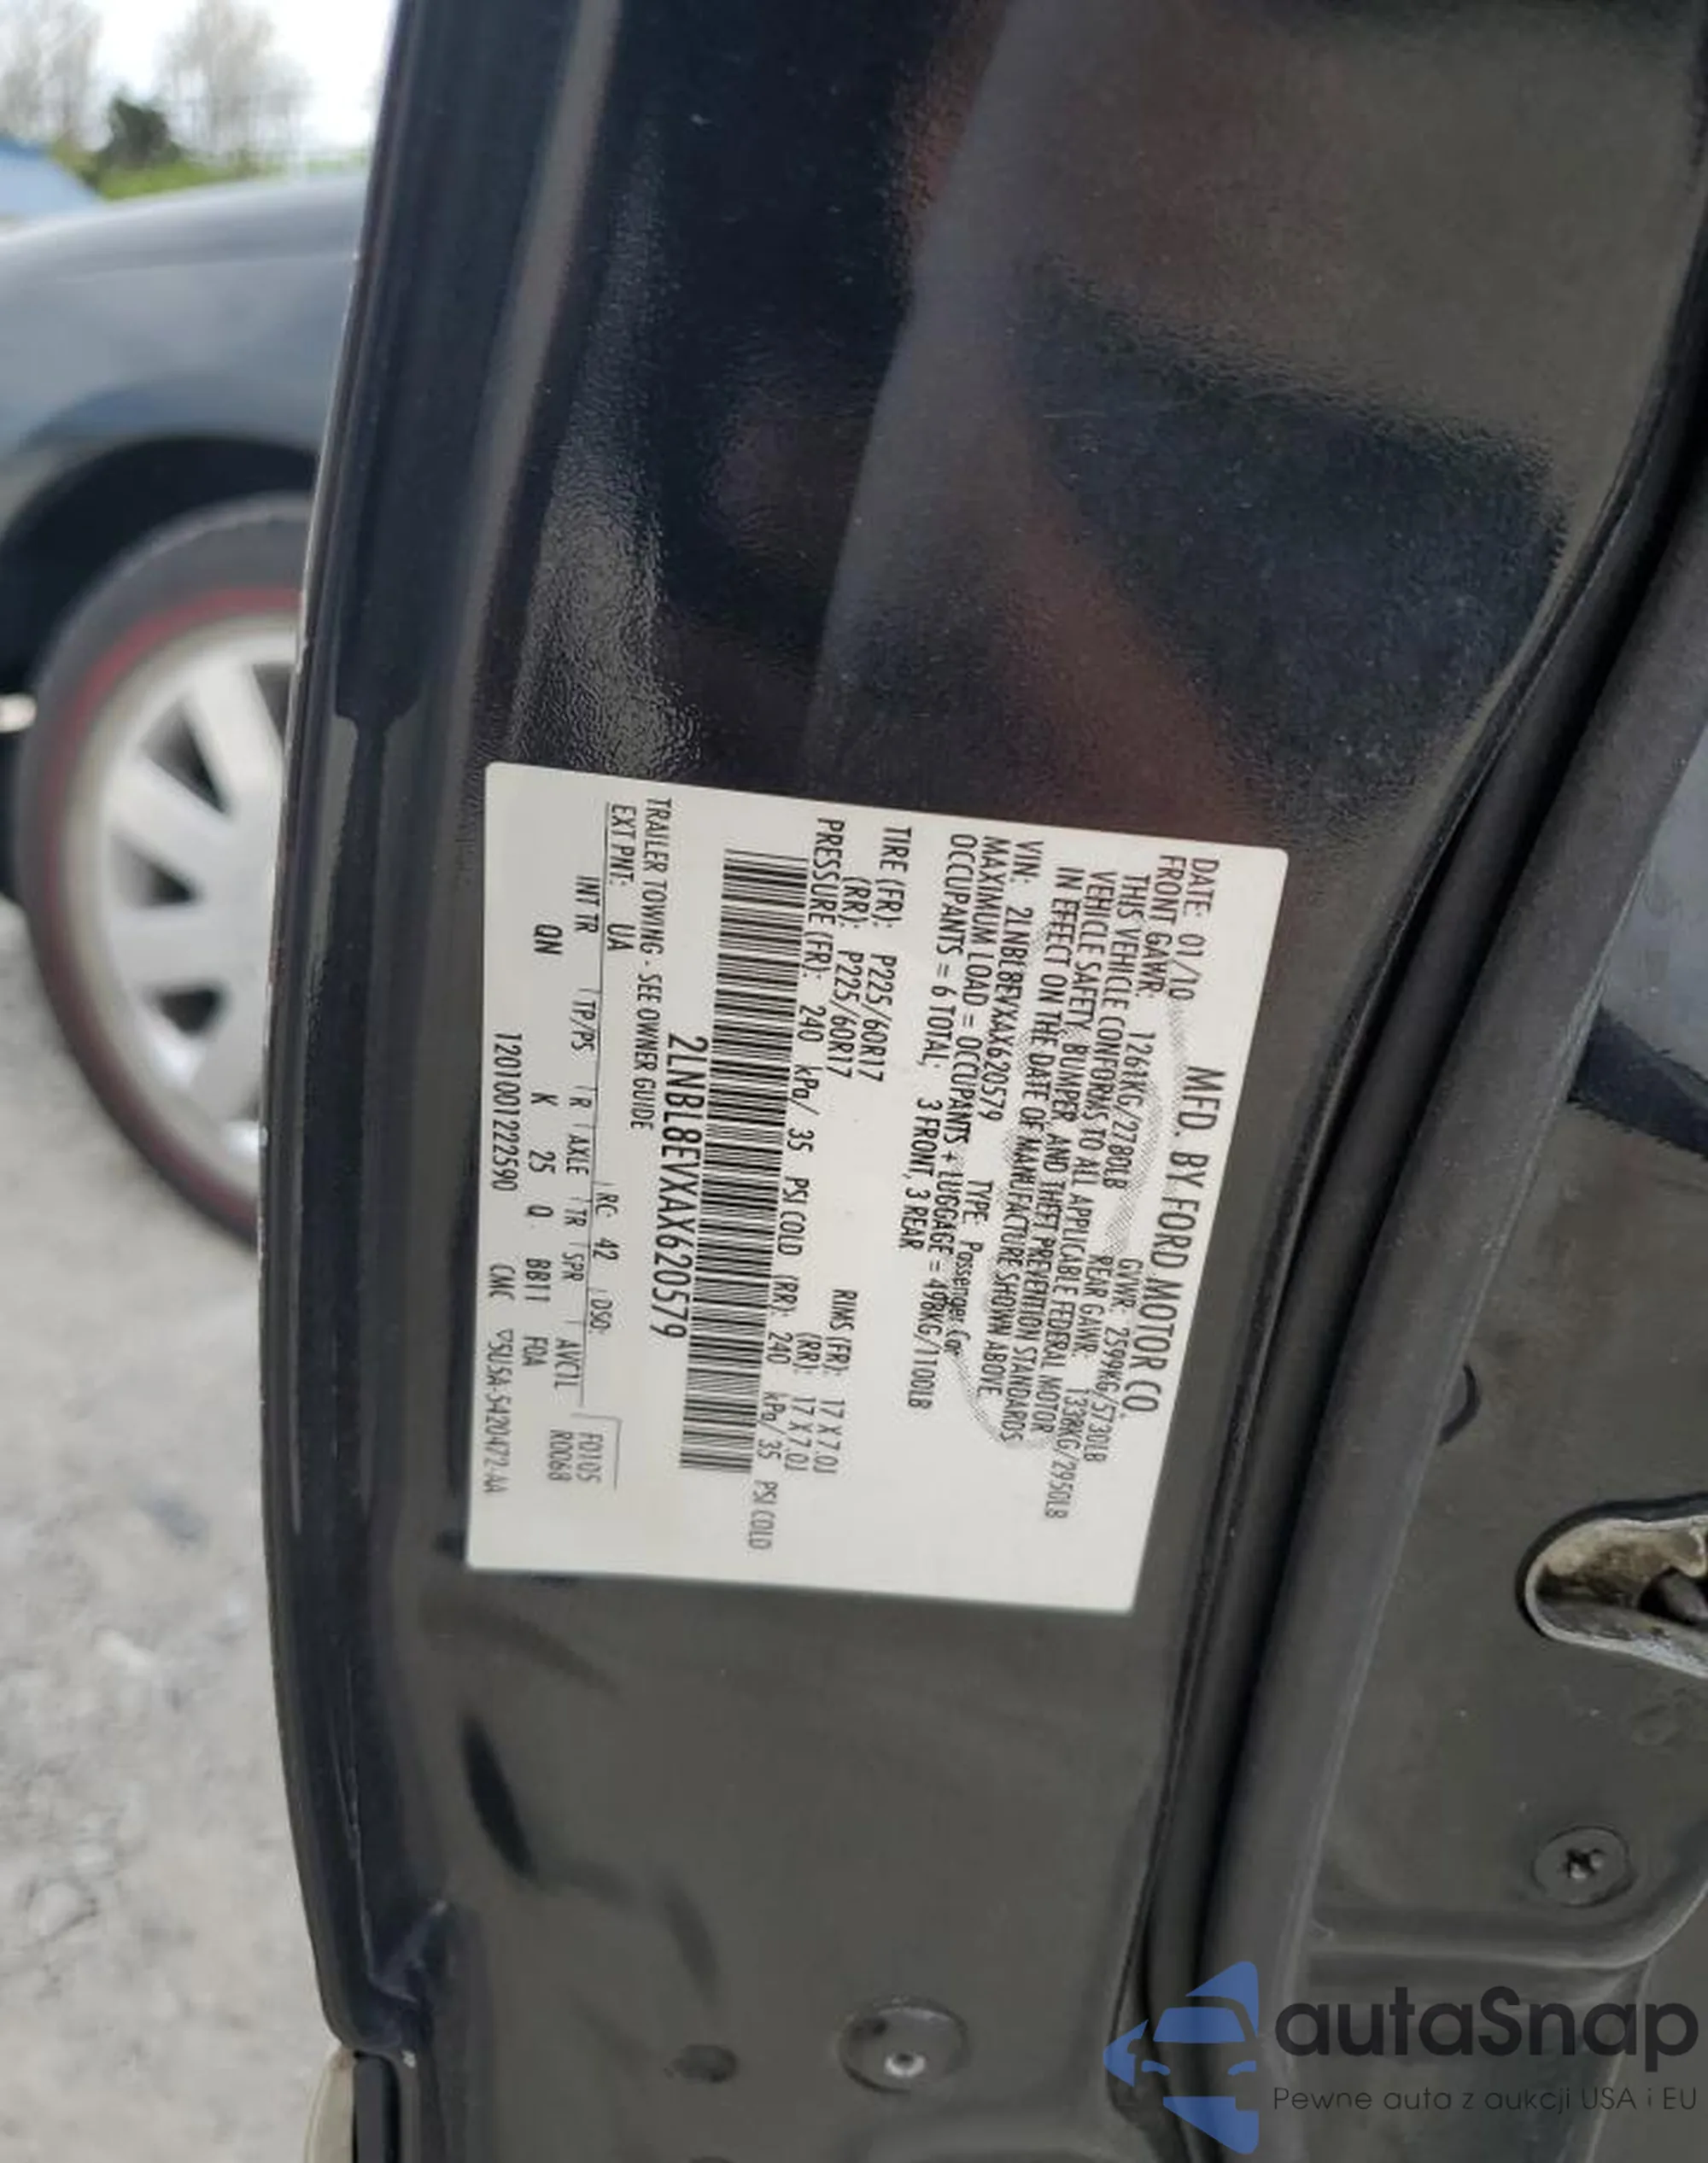 DATE: 01/10 MFD. BY FORD MOTOR CO.
FRONT GAWR: 1261KG/2780LB GVWR: 2599KG/5730LB
REAR GAWR: 1338KG/2950LB
THIS VEHICLE CONFORMS TO ALL APPLICABLE FEDERAL MOTOR
VEHICLE SAFETY, BUMPER, AND THEFT PREVENTION STANDARDS
IN EFFECT ON THE DATE OF MANUFACTURE SHOWN ABOVE.
VIN: 2LNBL8EVXAX620579 TYPE: Passenger Car
MAXIMUM LOAD = OCCUPANTS + LUGGAGE = 498KG/1100LB
OCCUPANTS = 6 TOTAL; 3 FRONT, 3 REAR
TIRE (FR): P225/60R17 RIMS (FR): 17 X 7.0J
(RR): P225/60R17 (RR): 17 X 7.0J
PRESSURE (FR): 240 kPa/ 35 PSI COLD (RR): 240 kPa/ 35 PSI COLD
2LNBL8EVXAX620579
TRAILER TOWING - SEE OWNER GUIDE
EXT PNT: UA RC: 42 DSO:
INT TR TP/PS R AXLE TR SPR AVC1L F0105
QN K 25 Q BB11 FDA R0068
1201001222590 CMC ▽5U5A-5420472-AA
autaSnap
Pewne auta z aukcji USA i EU